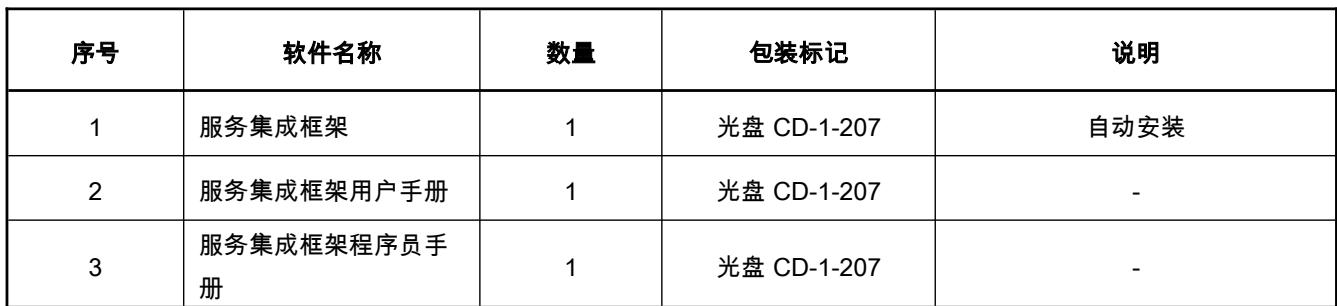 序号 软件名称 数量 包装标记 说明
1 服务集成框架 1 光盘 CD-1-207 自动安装
2 服务集成框架用户手册 1 光盘 CD-1-207 -
3 服务集成框架程序员手 1 光盘 CD-1-207 -
册